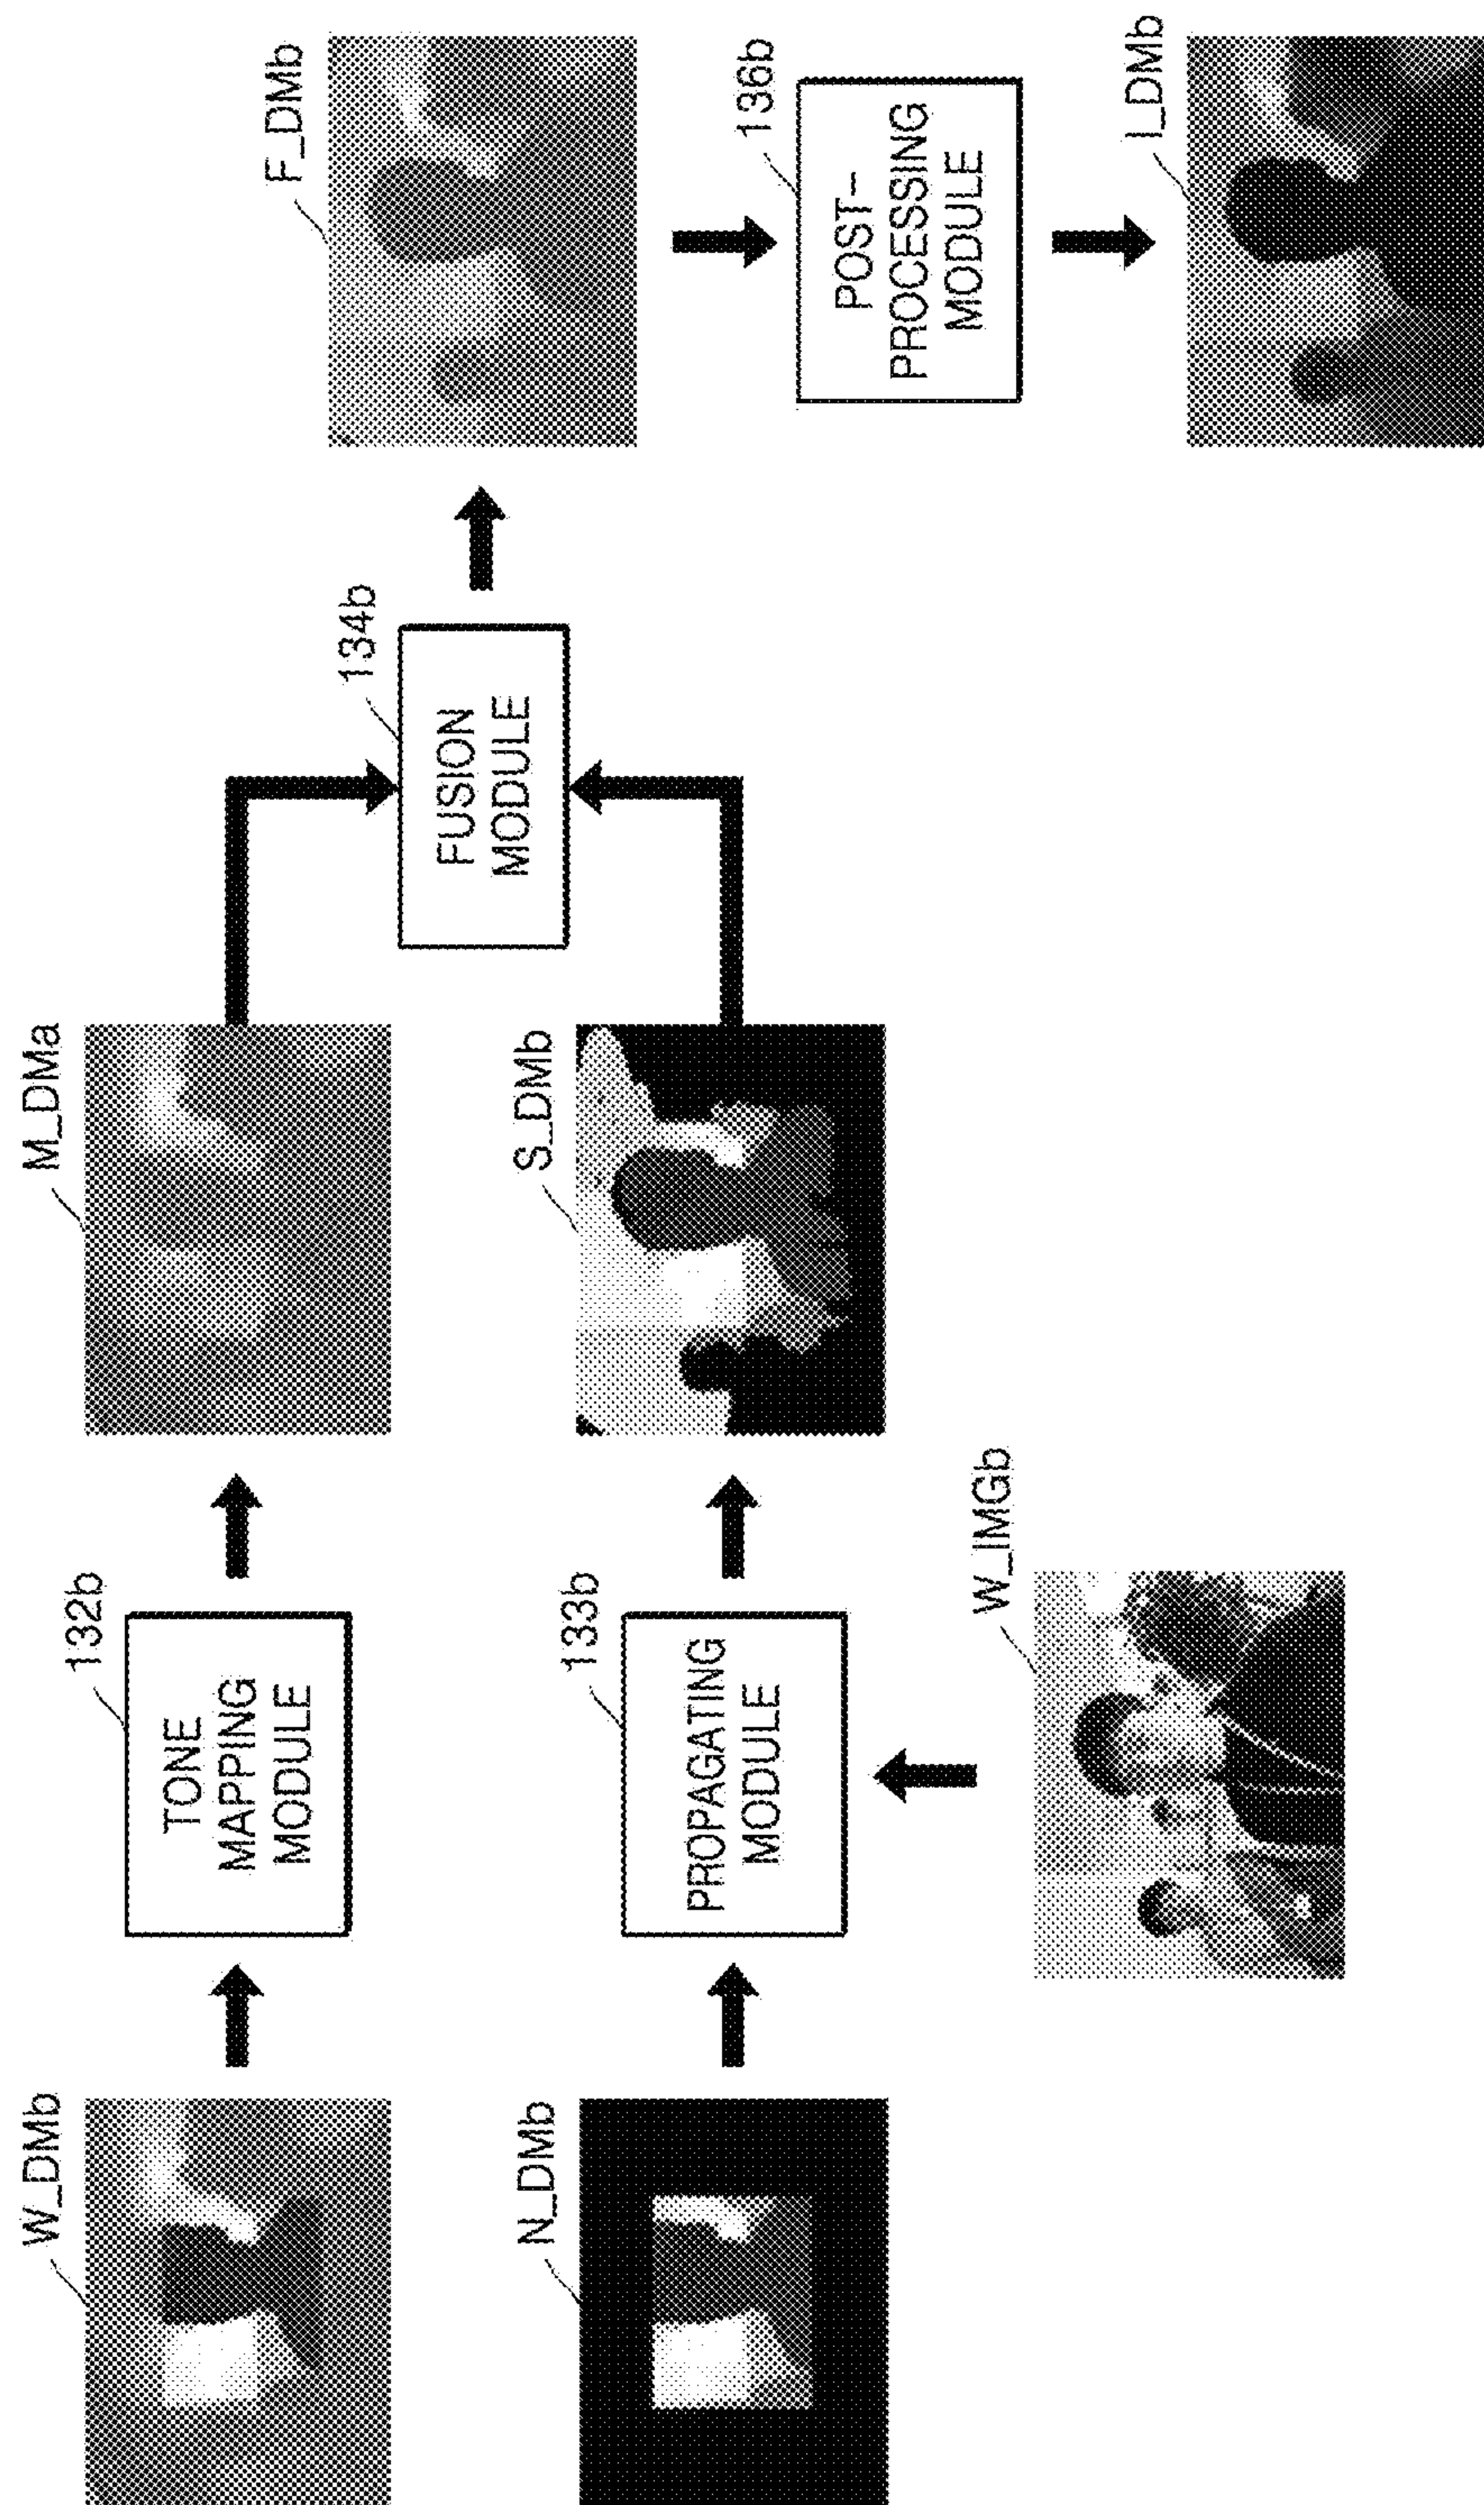 W_DMb
132b
TONE
MAPPING
MODULE
M_DMa
N_DMb
133b
PROPAGATING
MODULE
S_DMb
W_IMGb
134b
FUSION
MODULE
F_DMb
136b
POST-
PROCESSING
MODULE
I_DMb